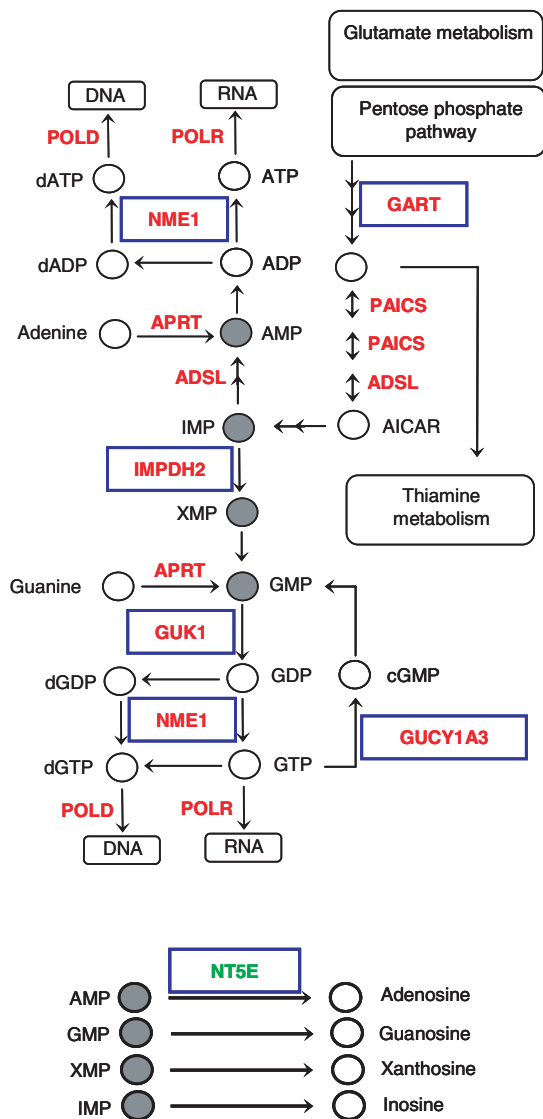 Glutamate metabolism
Pentose phosphate
pathway
DNA
RNA
POLD
POLR
dATP
ATP
NME1
GART
dADP
ADP
PAICS
Adenine
APRT
AMP
PAICS
ADSL
ADSL
IMP
AICAR
IMPDH2
XMP
Thiamine
metabolism
Guanine
APRT
GMP
GUK1
dGDP
GDP
cGMP
NME1
GUCY1A3
dGTP
GTP
POLD
POLR
DNA
RNA
NT5E
AMP
Adenosine
GMP
Guanosine
XMP
Xanthosine
IMP
Inosine